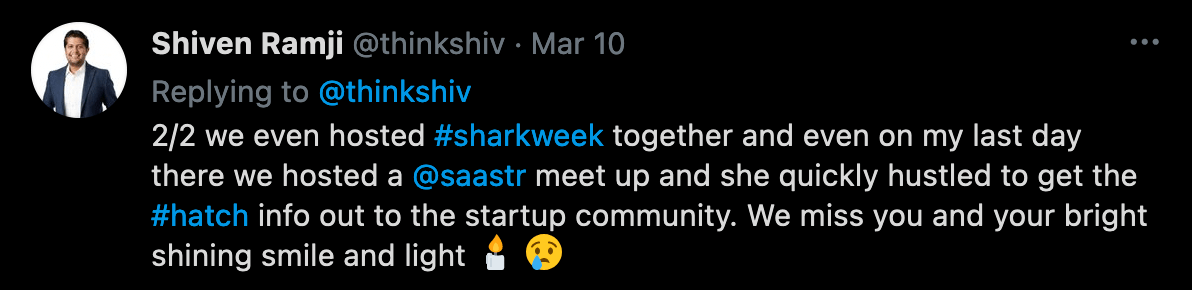 Shiven Ramji @thinkshiv · Mar 10
Replying to @thinkshiv
2/2 we even hosted #sharkweek together and even on my last day
there we hosted a @saastr meet up and she quickly hustled to get the
#hatch info out to the startup community. We miss you and your bright
shining smile and light 🕯️ 😢